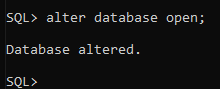 SQL> alter database open;
Database altered.
SQL>